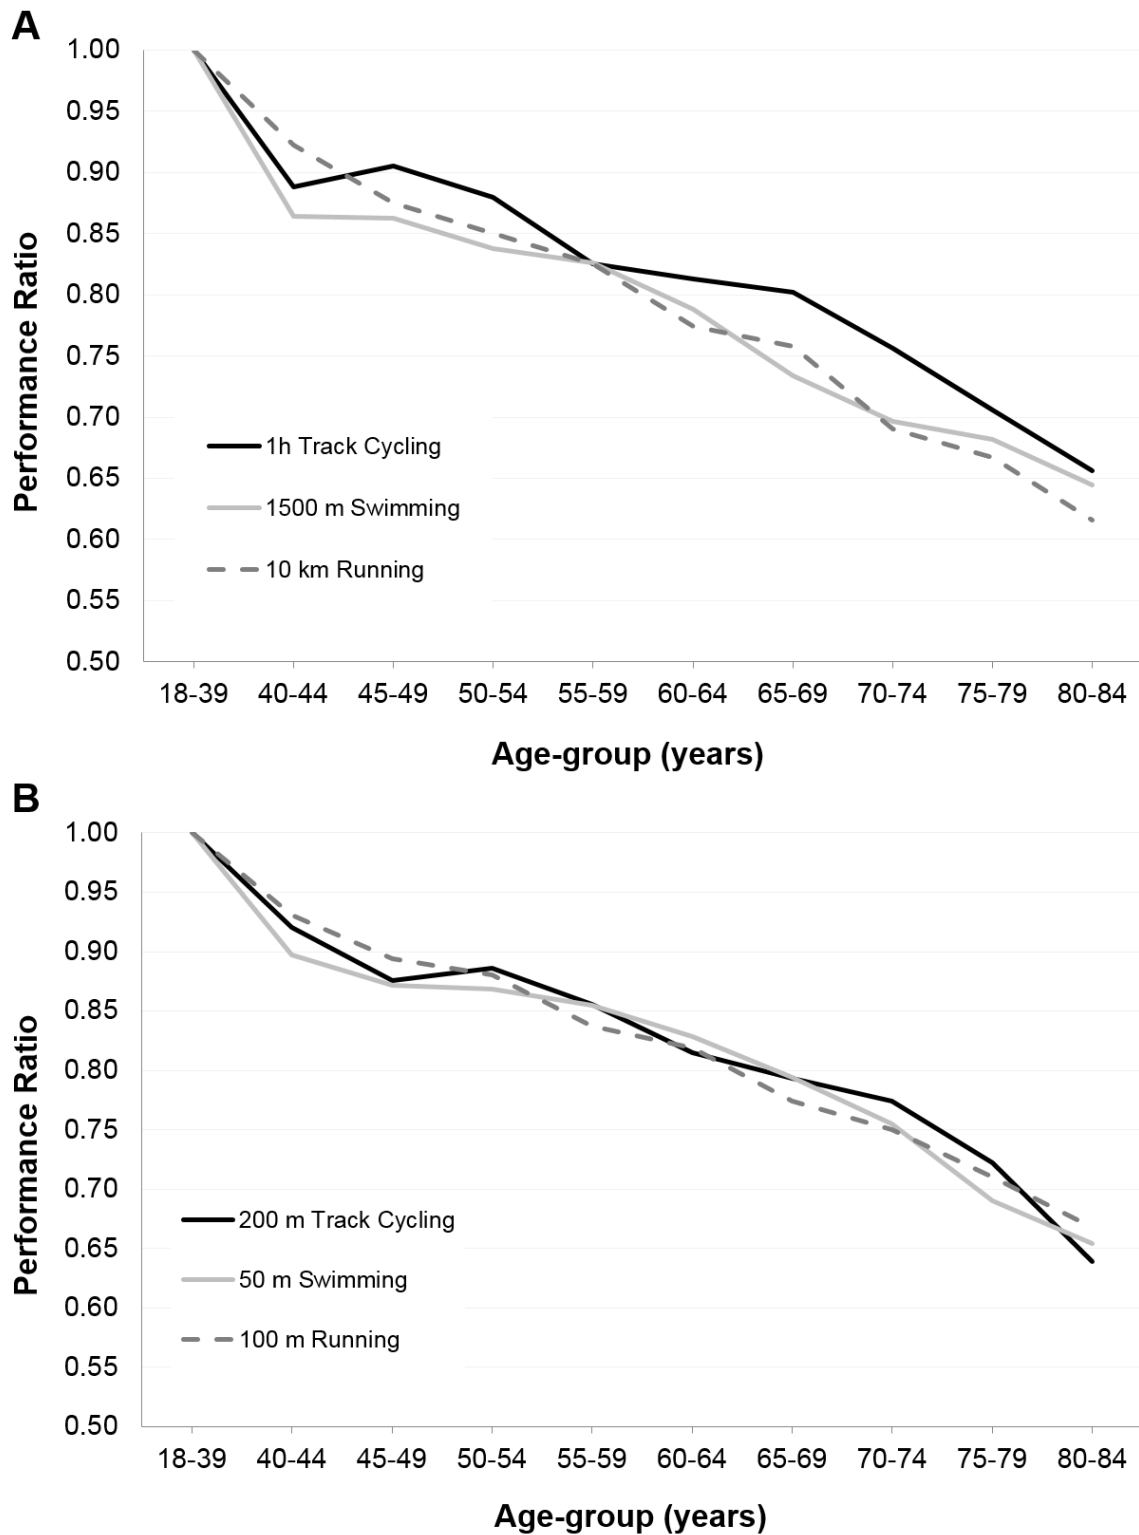 A
1.00
0.95
0.90
0.85
0.80
0.75
0.70
0.65
0.60
0.55
0.50
Performance Ratio
1h Track Cycling
1500 m Swimming
10 km Running
18-39 40-44 45-49 50-54 55-59 60-64 65-69 70-74 75-79 80-84
Age-group (years)
B
1.00
0.95
0.90
0.85
0.80
0.75
0.70
0.65
0.60
0.55
0.50
Performance Ratio
200 m Track Cycling
50 m Swimming
100 m Running
18-39 40-44 45-49 50-54 55-59 60-64 65-69 70-74 75-79 80-84
Age-group (years)